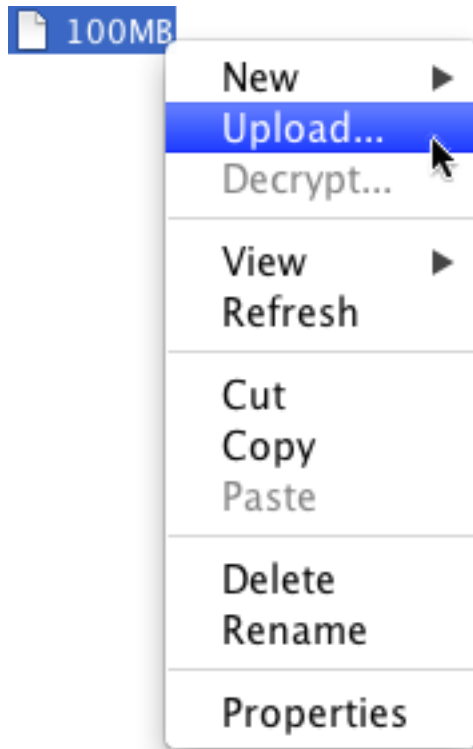 100MB
New
Upload...
Decrypt...
View
Refresh
Cut
Copy
Paste
Delete
Rename
Properties